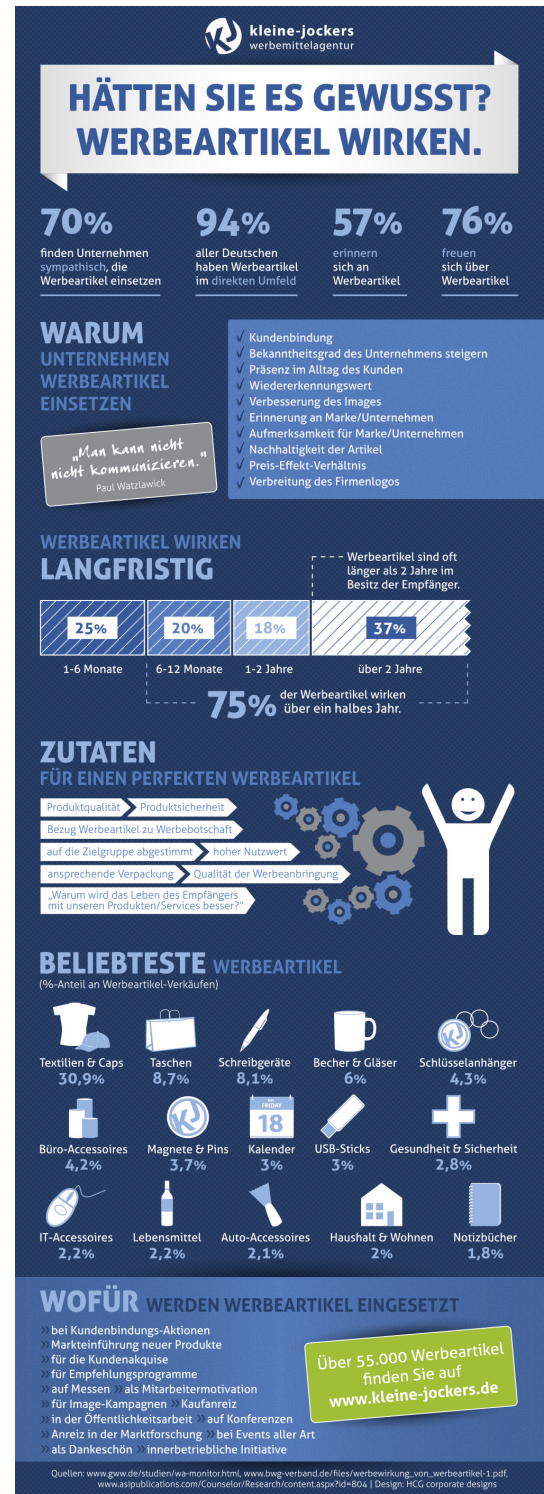 kleine-jockers
werbemittelagentur
HÄTTEN SIE ES GEWUSST?
WERBEARTIKEL WIRKEN.
70%
finden Unternehmen
sympathisch, die
Werbeartikel einsetzen
94%
aller Deutschen
haben Werbeartikel
im direkten Umfeld
57%
erinnern
sich an
Werbeartikel
76%
freuen
sich über
Werbeartikel
WARUM
UNTERNEHMEN
WERBEARTIKEL
EINSETZEN
„Man kann nicht
nicht kommunizieren."
Paul Watzlawick
Kundenbindung
Bekanntheitsgrad des Unternehmens steigern
Präsenz im Alltag des Kunden
Wiedererkennungswert
Verbesserung des Images
Erinnerung an Marke/Unternehmen
Aufmerksamkeit für Marke/Unternehmen
Nachhaltigkeit der Artikel
Preis-Effekt-Verhältnis
Verbreitung des Firmenlogos
WERBEARTIKEL WIRKEN
LANGFRISTIG
Werbeartikel sind oft
länger als 2 Jahre im
Besitz der Empfänger.
25% 20% 18% 37%
1-6 Monate 6-12 Monate 1-2 Jahre über 2 Jahre
75% der Werbeartikel wirken
über ein halbes Jahr.
ZUTATEN
FÜR EINEN PERFEKTEN WERBEARTIKEL
Produktqualität Produktsicherheit
Bezug Werbeartikel zu Werbebotschaft
auf die Zielgruppe abgestimmt hoher Nutzwert
ansprechende Verpackung Qualität der Werbeanbringung
„Warum wird das Leben des Empfängers
mit unseren Produkten/Services besser?"
BELIEBTESTE WERBEARTIKEL
(%-Anteil an Werbeartikel-Verkäufen)
Textilien & Caps Taschen Schreibgeräte Becher & Gläser Schlüsselanhänger
30,9% 8,7% 8,1% 6% 4,3%
FRIDAY
18
Büro-Accessoires Magnete & Pins Kalender USB-Sticks Gesundheit & Sicherheit
4,2% 3,7% 3% 3% 2,8%
IT-Accessoires Lebensmittel Auto-Accessoires Haushalt & Wohnen Notizbücher
2,2% 2,2% 2,1% 2% 1,8%
WOFÜR WERDEN WERBEARTIKEL EINGESETZT
»bei Kundenbindungs-Aktionen
»Markteinführung neuer Produkte
»für die Kundenakquise
»für Empfehlungsprogramme
»auf Messen »als Mitarbeitermotivation
»für Image-Kampagnen »Kaufanreiz
»in der Öffentlichkeitsarbeit »auf Konferenzen
»Anreiz in der Marktforschung »bei Events aller Art
»als Dankeschön »innerbetriebliche Initiative
Über 55.000 Werbeartikel
finden Sie auf
www.kleine-jockers.de
Quellen: www.gww.de/studien/wa-monitor.html, www.bwg-verband.de/files/werbewirkung_von_werbeartikel-1.pdf,
www.asipublications.com/Counselor/Research/content.aspx?id=804 | Design: HCG corporate designs